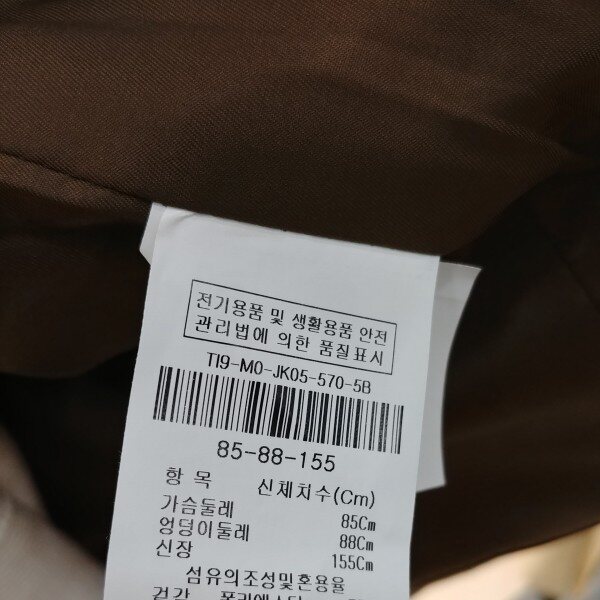 전기용품 및 생활용품 안전
관리법에 의한 품질표시
TI9-MO-JK05-570-5B
85-88-155
항 목 신체치수(Cm)
가슴둘레 85Cm
엉덩이둘레 88Cm
신장 155Cm
섬유의조성및혼용율
겉감